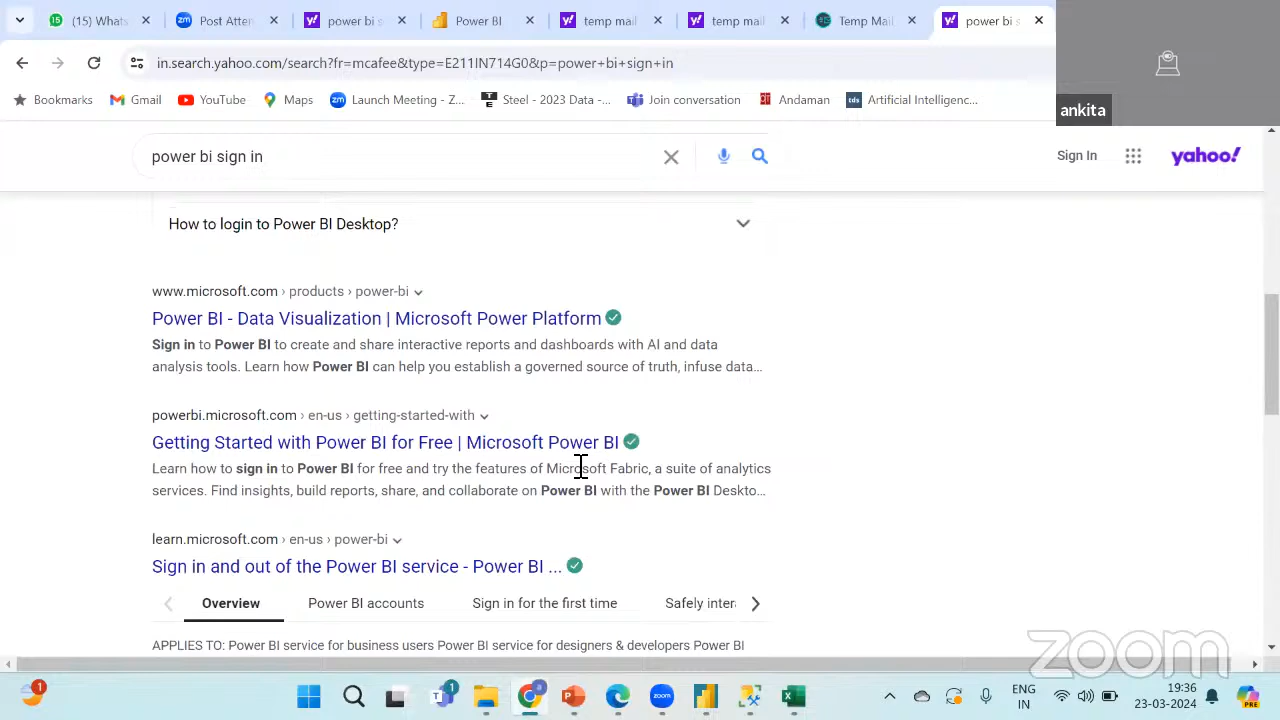 (15) Whats
Post Atten
power bi s
Power BI
temp mail
temp mail
Temp Mail
power bi s
in.search.yahoo.com/search?fr=mcafee&type=E211IN714G0&p=power+bi+sign+in
Bookmarks
Gmail
YouTube
Maps
Launch Meeting - Z...
Steel - 2023 Data -...
Join conversation
Andaman
Artificial Intelligenc...
ankita
power bi sign in
Sign In
yahoo!
How to login to Power BI Desktop?
www.microsoft.com › products › power-bi
Power BI - Data Visualization | Microsoft Power Platform
Sign in to Power BI to create and share interactive reports and dashboards with AI and data
analysis tools. Learn how Power BI can help you establish a governed source of truth, infuse data...
powerbi.microsoft.com › en-us › getting-started-with
Getting Started with Power BI for Free | Microsoft Power BI
Learn how to sign in to Power BI for free and try the features of Microsoft Fabric, a suite of analytics
services. Find insights, build reports, share, and collaborate on Power BI with the Power BI Deskto...
learn.microsoft.com › en-us › power-bi
Sign in and out of the Power BI service - Power BI ...
Overview
Power BI accounts
Sign in for the first time
Safely inter
APPLIES TO: Power BI service for business users Power BI service for designers & developers Power BI
zoom
1
1
zoom
ENG
IN
19:36
23-03-2024
PRE